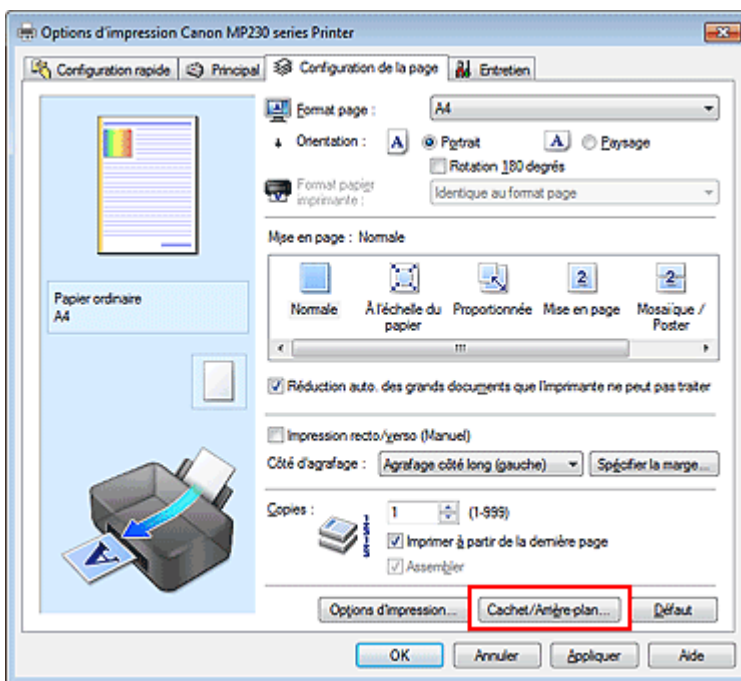 Options d'impression Canon MP230 series Printer
Configuration rapide
Principal
Configuration de la page
Entretien
Format page :
A4
Orientation :
A
Portrait
A
Paysage
Rotation 180 degrés
Format papier
imprimante :
Identique au format page
Papier ordinaire
A4
Mise en page : Normale
2
2
Normale
À l'échelle du
papier
Proportionnée
Mise en page
Mosaïque /
Poster
Réduction auto. des grands documents que l'imprimante ne peut pas traiter
Impression recto/verso (Manuel)
Côté d'agrafage :
Agrafage côté long (gauche)
Spécifier la marge...
Copies :
1
(1-999)
Imprimer à partir de la dernière page
Assembler
A
Options d'impression...
Cachet/Arrière-plan...
Défaut
OK
Annuler
Appliquer
Aide